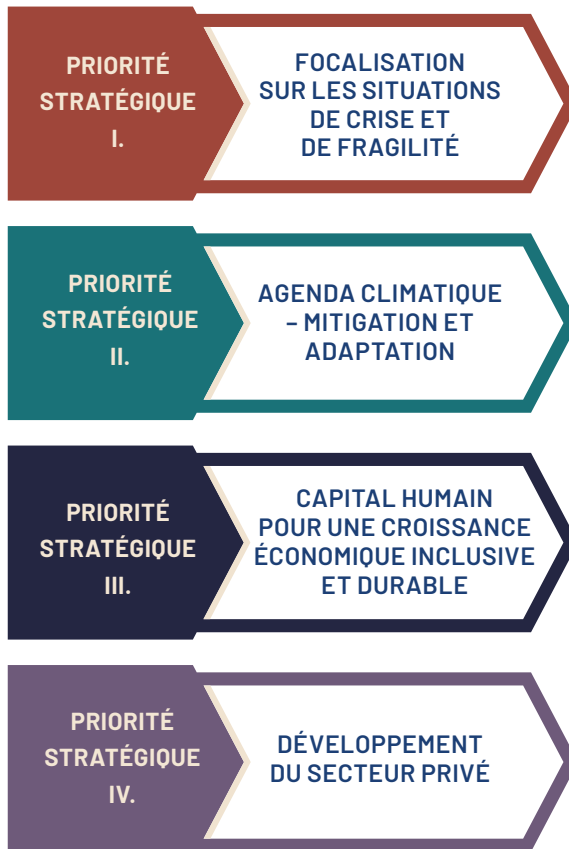 PRIORITÉ
STRATÉGIQUE
I.
FOCALISATION
SUR LES SITUATIONS
DE CRISE ET
DE FRAGILITÉ
PRIORITÉ
STRATÉGIQUE
II.
AGENDA CLIMATIQUE
– MITIGATION ET
ADAPTATION
PRIORITÉ
STRATÉGIQUE
III.
CAPITAL HUMAIN
POUR UNE CROISSANCE
ÉCONOMIQUE INCLUSIVE
ET DURABLE
PRIORITÉ
STRATÉGIQUE
IV.
DÉVELOPPEMENT
DU SECTEUR PRIVÉ